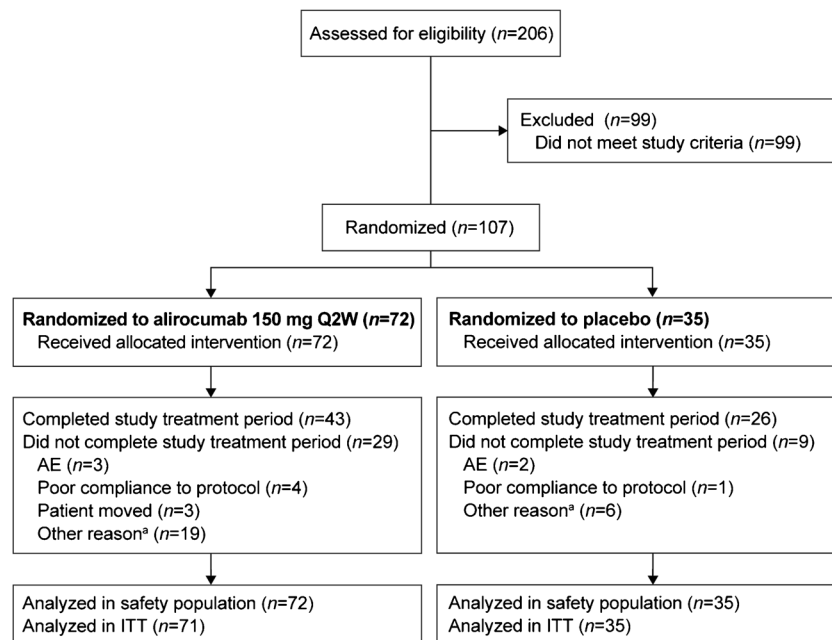 Assessed for eligibility (n=206)
Excluded (n=99)
Did not meet study criteria (n=99)
Randomized (n=107)
Randomized to alirocumab 150 mg Q2W (n=72)
Received allocated intervention (n=72)
Randomized to placebo (n=35)
Received allocated intervention (n=35)
Completed study treatment period (n=43)
Did not complete study treatment period (n=29)
AE (n=3)
Poor compliance to protocol (n=4)
Patient moved (n=3)
Other reasonᵃ (n=19)
Completed study treatment period (n=26)
Did not complete study treatment period (n=9)
AE (n=2)
Poor compliance to protocol (n=1)
Other reasonᵃ (n=6)
Analyzed in safety population (n=72)
Analyzed in ITT (n=71)
Analyzed in safety population (n=35)
Analyzed in ITT (n=35)